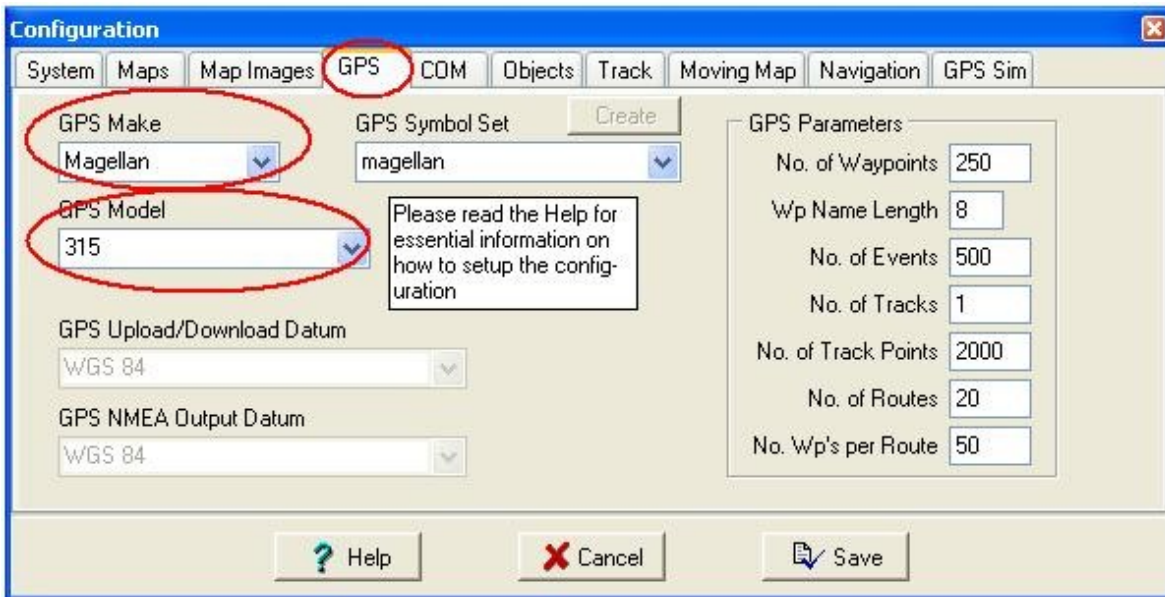 Configuration
System Maps Map Images GPS COM Objects Track Moving Map Navigation GPS Sim
GPS Make
Magellan
GPS Symbol Set
Create
magellan
GPS Model
315
Please read the Help for
essential information on
how to setup the config-
uration
GPS Upload/Download Datum
WGS 84
GPS NMEA Output Datum
WGS 84
GPS Parameters
No. of Waypoints 250
Wp Name Length 8
No. of Events 500
No. of Tracks 1
No. of Track Points 2000
No. of Routes 20
No. Wp's per Route 50
? Help
Cancel
Save